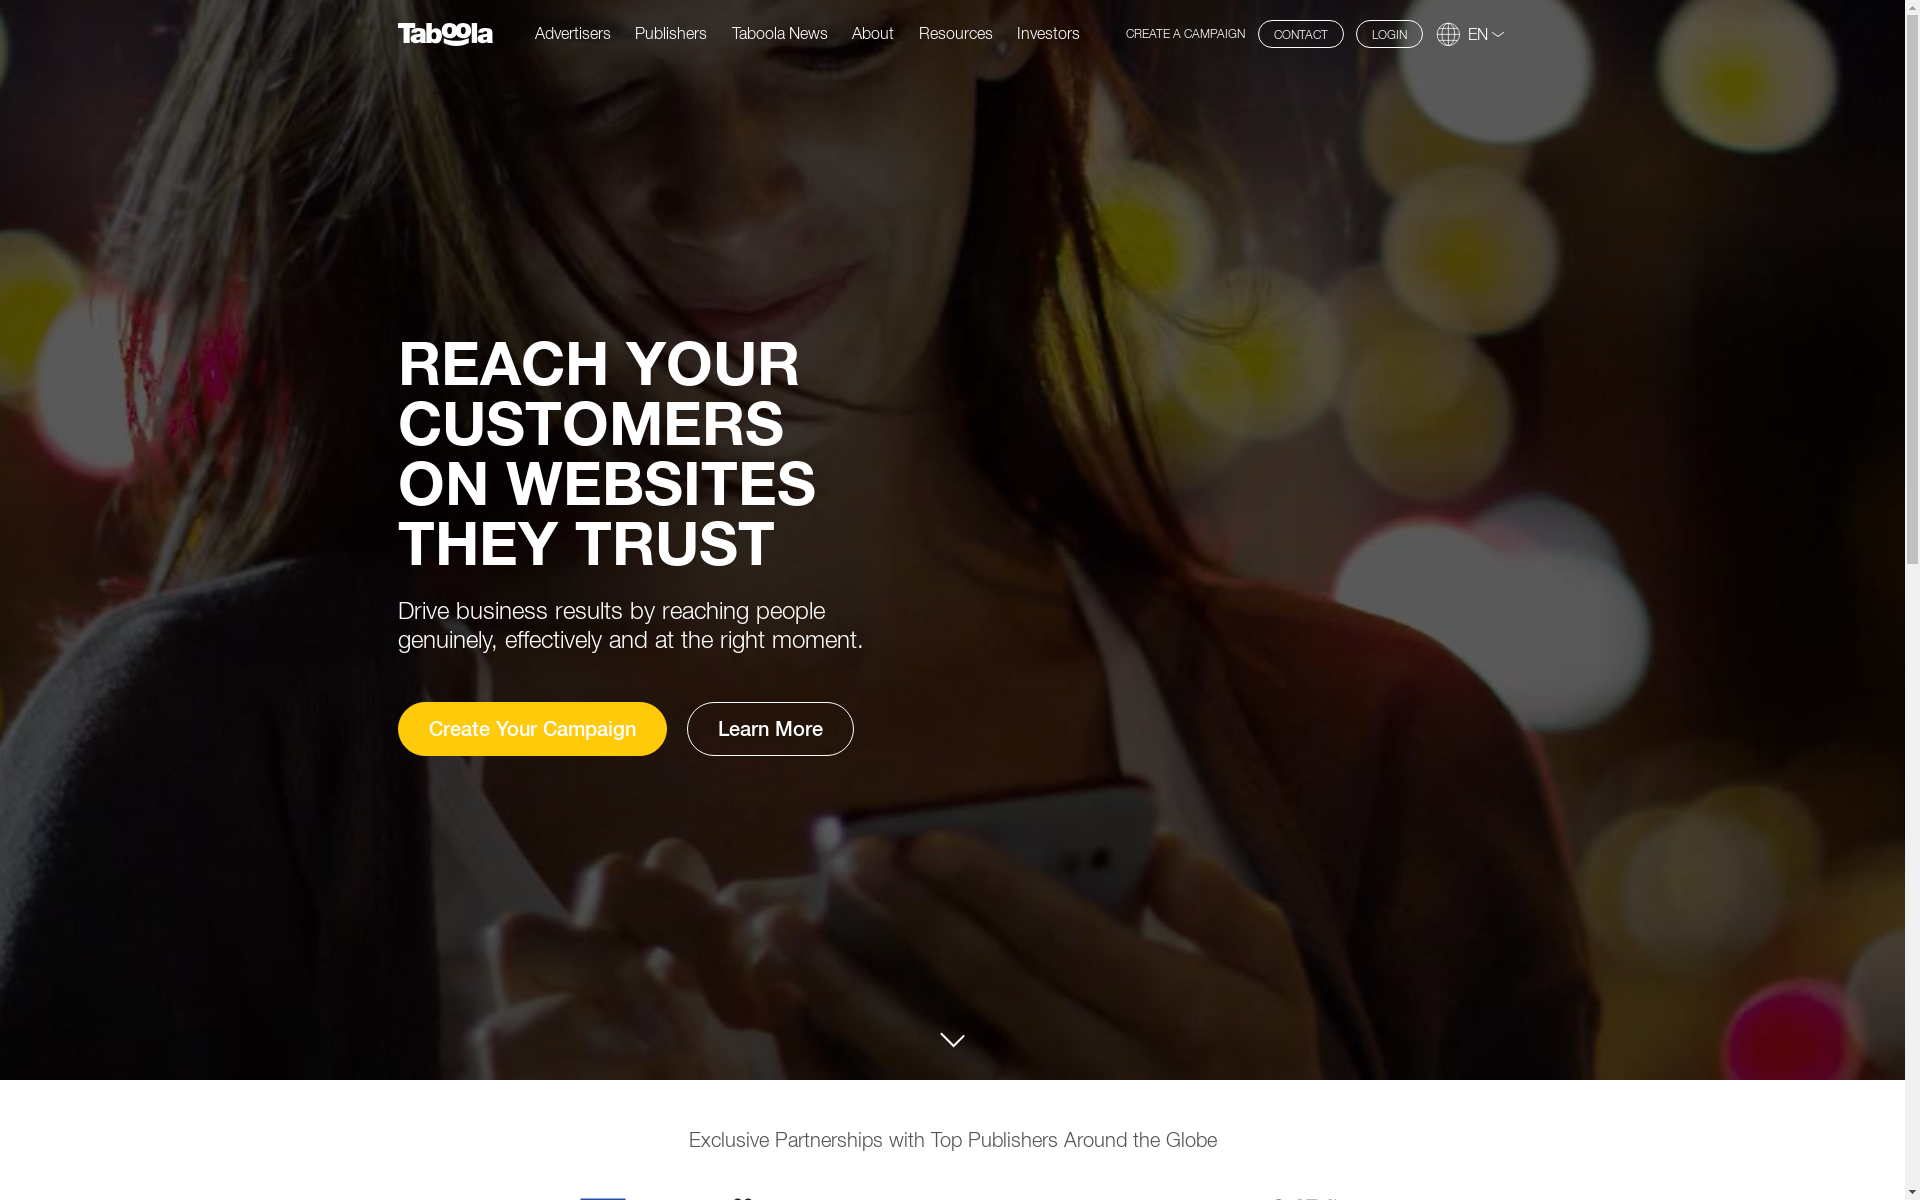 Taboola
Advertisers
Publishers
Taboola News
About
Resources
Investors
CREATE A CAMPAIGN
CONTACT
LOGIN
EN
REACH YOUR
CUSTOMERS
ON WEBSITES
THEY TRUST
Drive business results by reaching people
genuinely, effectively and at the right moment.
Create Your Campaign
Learn More
Exclusive Partnerships with Top Publishers Around the Globe